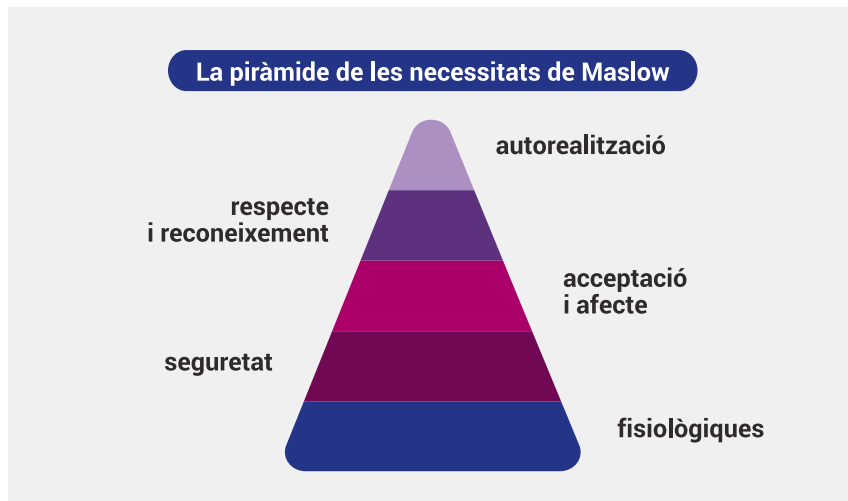 La piràmide de les necessitats de Maslow
autorealització
respecte
i reconeixement
acceptació
i afecte
seguretat
fisiològiques